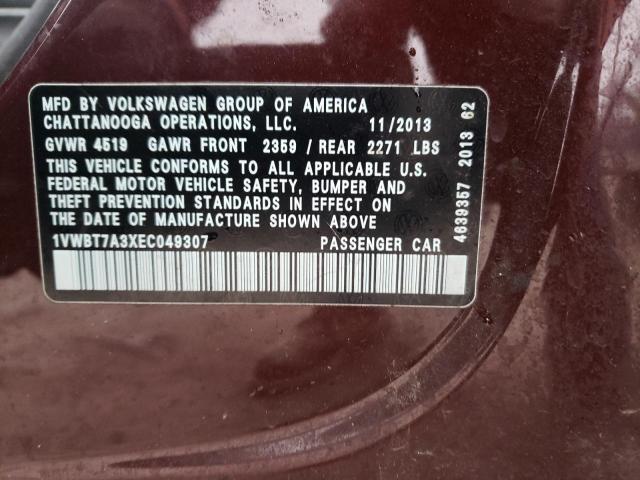 MFD BY VOLKSWAGEN GROUP OF AMERICA
CHATTANOOGA OPERATIONS, LLC. 11/2013
GVWR 4519 GAWR FRONT 2359 / REAR 2271 LBS
THIS VEHICLE CONFORMS TO ALL APPLICABLE U.S.
FEDERAL MOTOR VEHICLE SAFETY, BUMPER AND
THEFT PREVENTION STANDARDS IN EFFECT ON
THE DATE OF MANUFACTURE SHOWN ABOVE
1VWBT7A3XEC049307 PASSENGER CAR
4639357 2013 62